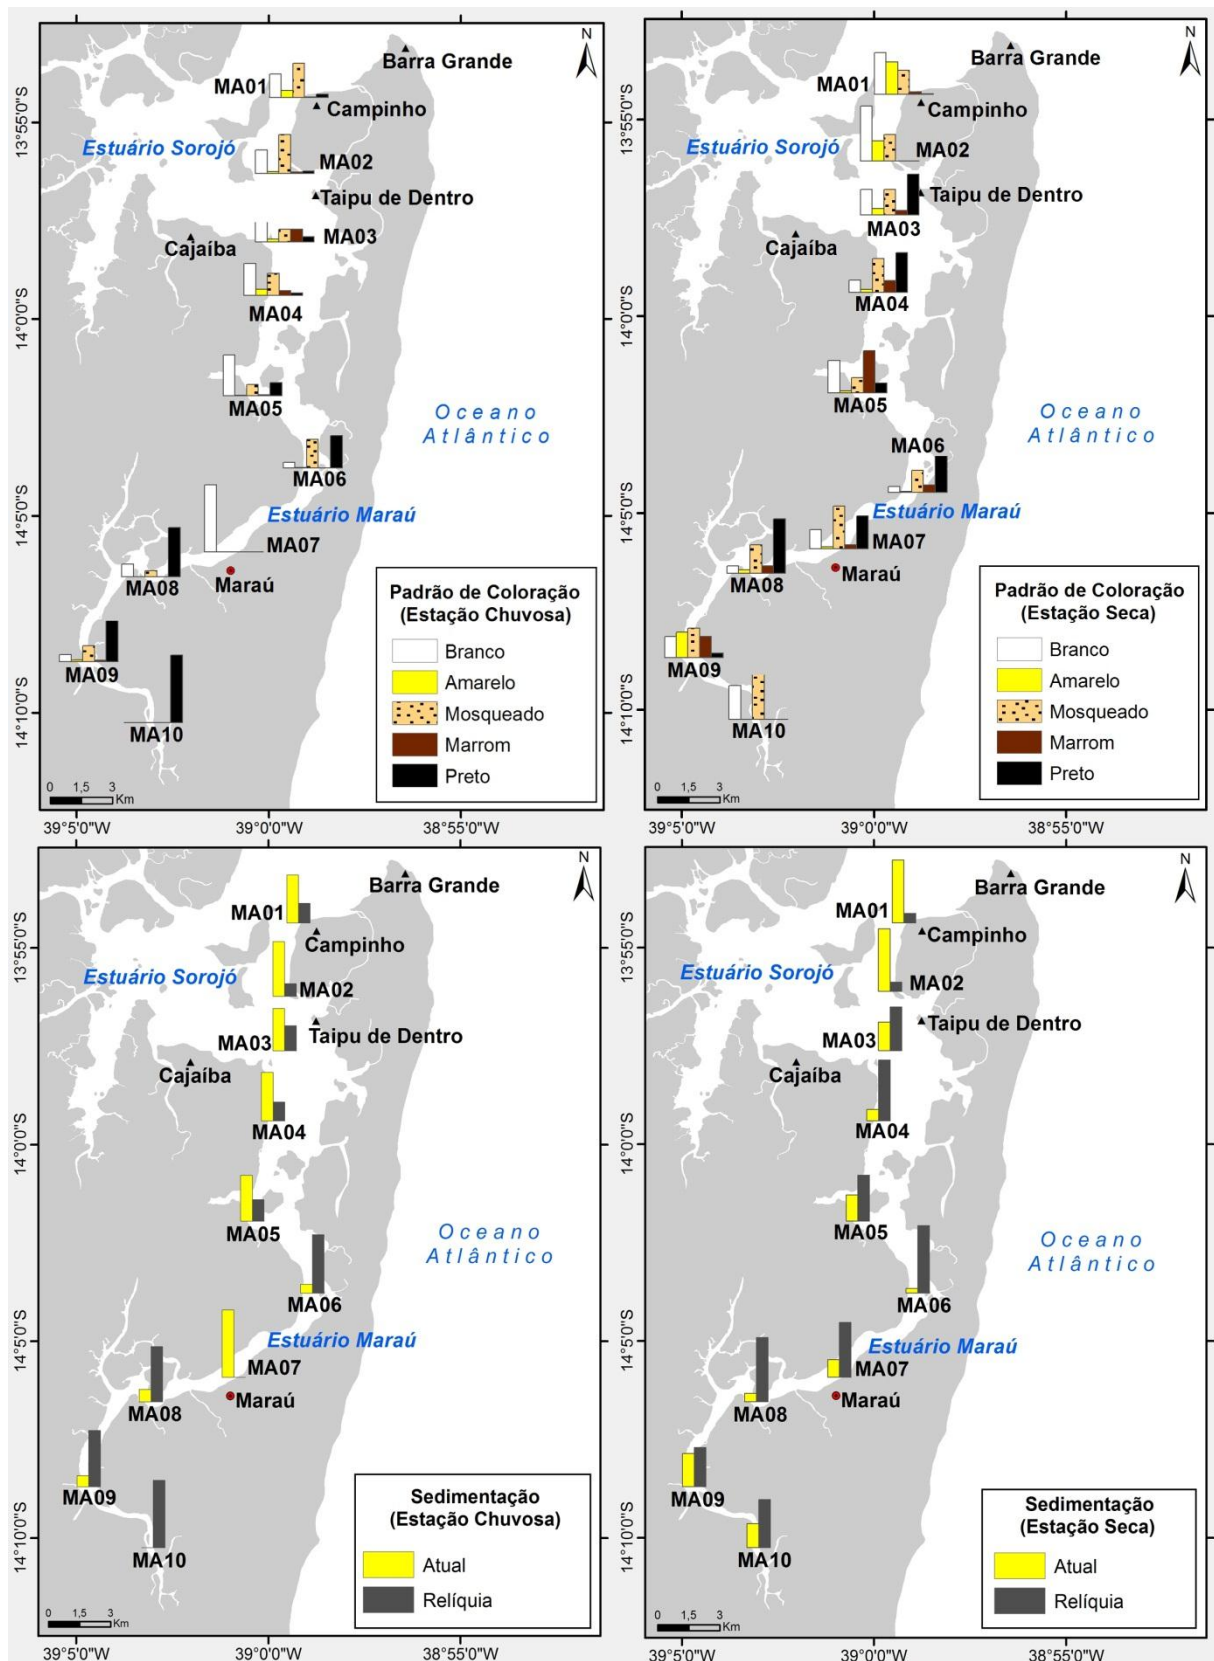 N
Barra Grande
MA01
Campinho
13°55'0"S
Estuário Sorojó
MA02
Taipu de Dentro
MA03
Cajaíba
MA04
14°0'0"S
MA05
Oceano
Atlântico
MA06
14°5'0"S
Estuário Maraú
MA07
MA08
Maraú
MA09
14°10'0"S
MA10
Padrão de Coloração
(Estação Chuvosa)
Branco
Amarelo
Mosqueado
Marrom
Preto
0 1,5 3
Km
39°5'0"W 39°0'0"W 38°55'0"W
N
Barra Grande
MA01
Campinho
13°55'0"S
Estuário Sorojó
MA02
Taipu de Dentro
MA03
Cajaíba
MA04
14°0'0"S
MA05
Oceano
Atlântico
MA06
14°5'0"S
Estuário Maraú
MA07
MA08
Maraú
MA09
14°10'0"S
MA10
Padrão de Coloração
(Estação Seca)
Branco
Amarelo
Mosqueado
Marrom
Preto
0 1,5 3
Km
39°5'0"W 39°0'0"W 38°55'0"W
N
Barra Grande
MA01
Campinho
13°55'0"S
Estuário Sorojó
MA02
Taipu de Dentro
MA03
Cajaíba
MA04
14°0'0"S
MA05
Oceano
Atlântico
MA06
14°5'0"S
Estuário Maraú
MA07
MA08
Maraú
MA09
14°10'0"S
MA10
Sedimentação
(Estação Chuvosa)
Atual
Relíquia
0 1,5 3
Km
39°5'0"W 39°0'0"W 38°55'0"W
N
Barra Grande
MA01
Campinho
13°55'0"S
Estuário Sorojó
MA02
Taipu de Dentro
MA03
Cajaíba
MA04
14°0'0"S
MA05
Oceano
Atlântico
MA06
14°5'0"S
Estuário Maraú
MA07
MA08
Maraú
MA09
14°10'0"S
MA10
Sedimentação
(Estação Seca)
Atual
Relíquia
0 1,5 3
Km
39°5'0"W 39°0'0"W 38°55'0"W